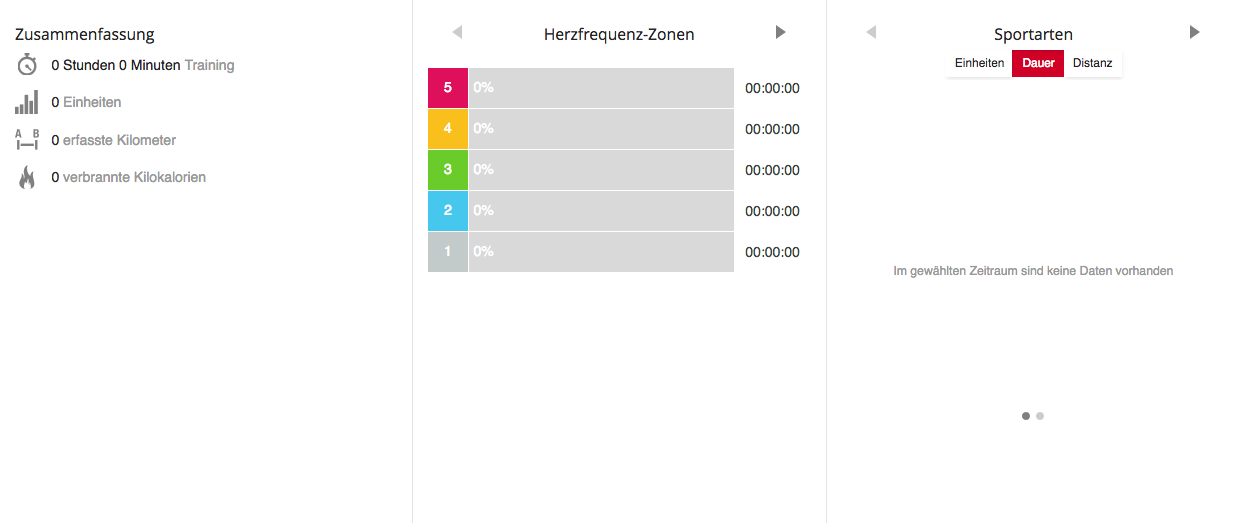 Zusammenfassung
0 Stunden 0 Minuten Training
0 Einheiten
A B
0 erfasste Kilometer
0 verbrannte Kilokalorien
Herzfrequenz-Zonen
5 0% 00:00:00
4 0% 00:00:00
3 0% 00:00:00
2 0% 00:00:00
1 0% 00:00:00
Sportarten
Einheiten Dauer Distanz
Im gewählten Zeitraum sind keine Daten vorhanden